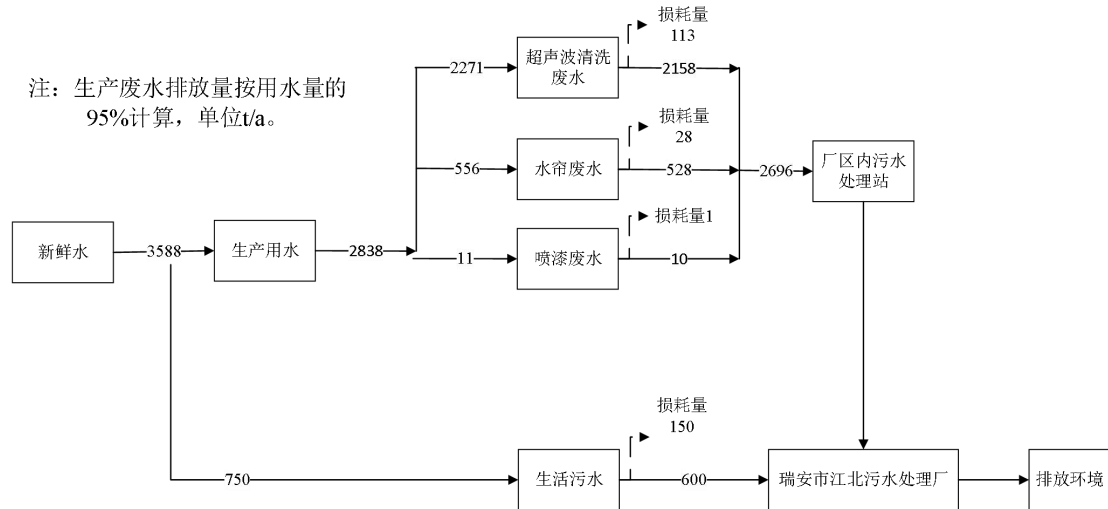 注：生产废水排放量按用水量的
95%计算，单位t/a。
损耗量
113
2271
超声波清洗
废水
2158
损耗量
28
556
水帘废水
528
2696
厂区内污水
处理站
新鲜水
3588
生产用水
2838
损耗量1
11
喷漆废水
10
损耗量
150
750
生活污水
600
瑞安市江北污水处理厂
排放环境